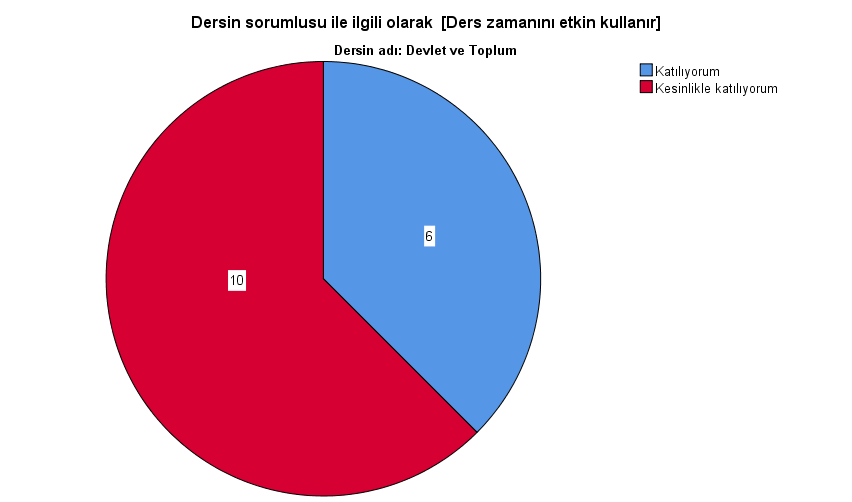 Dersin sorumlusu ile ilgili olarak  [Ders zamanını etkin kullanır]
Dersin adı: Devlet ve Toplum
Katılıyorum
Kesinlikle katılıyorum
6
10